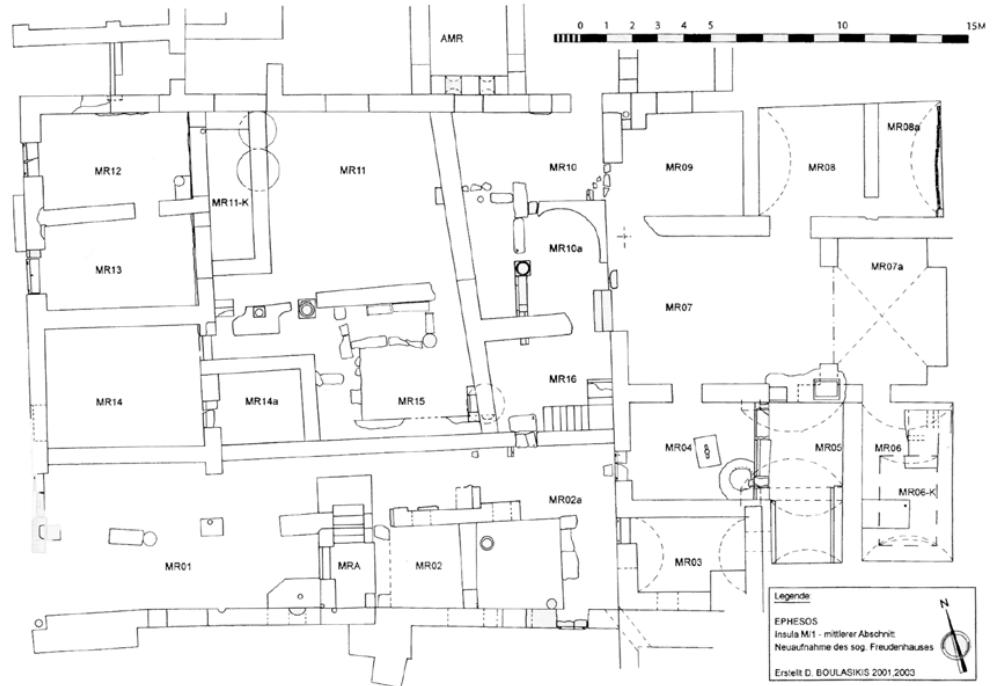 AMR
0 1 2 3 4 5 10 15M
MR12
MR11-K
MR11
MR10
MR09
MR08
MR08a
MR13
MR10a
MR07
MR07a
MR14
MR14a
MR15
MR16
MR04
MR05
MR06
MR06-K
MR01
MRA
MR02
MR02a
MR03
Legende:
EPHESOS
Insula M/1 - mittlerer Abschnitt
Neuaufnahme des sog. Freudenhauses
Erstellt D. BOULASIKIS 2001,2003
N